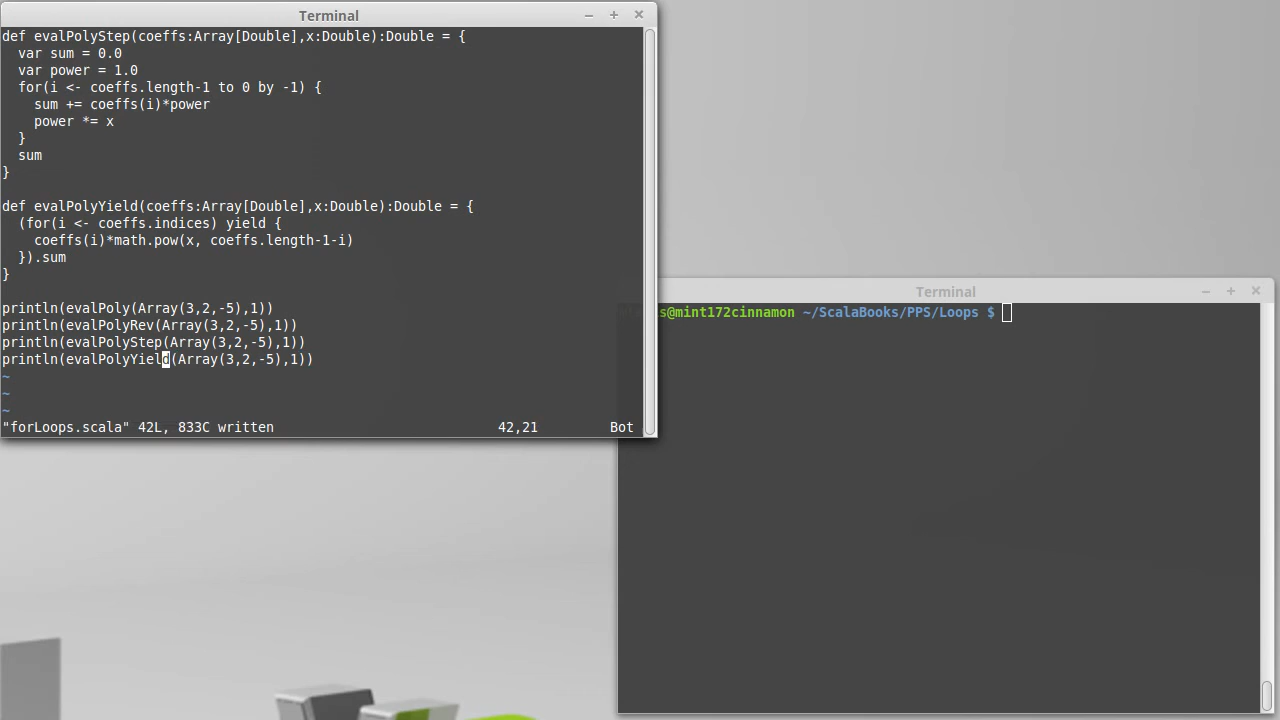 Terminal
def evalPolyStep(coeffs:Array[Double],x:Double):Double = {
  var sum = 0.0
  var power = 1.0
  for(i <- coeffs.length-1 to 0 by -1) {
    sum += coeffs(i)*power
    power *= x
  }
  sum
}

def evalPolyYield(coeffs:Array[Double],x:Double):Double = {
  (for(i <- coeffs.indices) yield {
    coeffs(i)*math.pow(x, coeffs.length-1-i)
  }).sum
}

println(evalPoly(Array(3,2,-5),1))
println(evalPolyRev(Array(3,2,-5),1))
println(evalPolyStep(Array(3,2,-5),1))
println(evalPolyYield(Array(3,2,-5),1))
~
~
~
"forLoops.scala" 42L, 833C written 42,21 Bot
Terminal
s@mint172cinnamon ~/ScalaBooks/PPS/Loops $